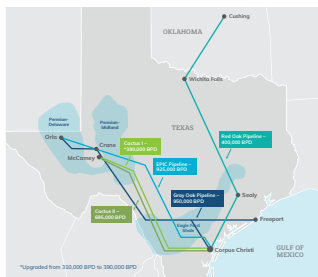 Cushing
OKLAHOMA
Wichita Falls
Permian-
Delaware
Permian-
Midland
TEXAS
Orla
Crane
McCamey
Cactus I –
*390,000 BPD
Red Oak Pipeline –
400,000 BPD
EPIC Pipeline –
925,000 BPD
Gray Oak Pipeline –
950,000 BPD
Sealy
Cactus II –
685,000 BPD
Freeport
Eagle Ford
Shale
Corpus Christi
GULF OF
MEXICO
*Upgraded from 310,000 BPD to 390,000 BPD